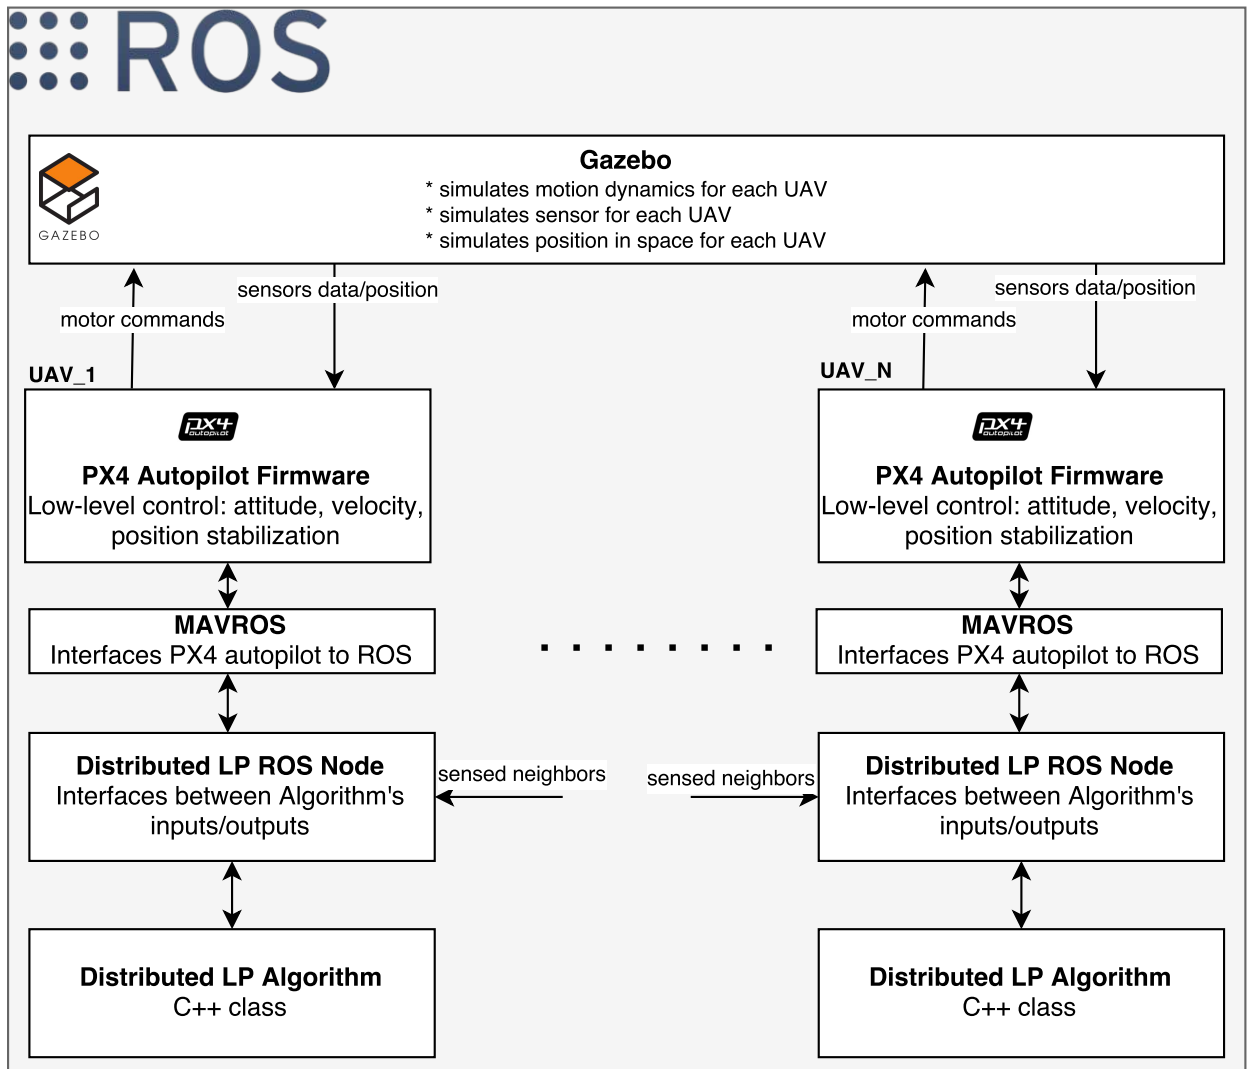 ROS
Gazebo
* simulates motion dynamics for each UAV
* simulates sensor for each UAV
* simulates position in space for each UAV
GAZEBO
sensors data/position
motor commands
UAV_1
sensors data/position
motor commands
UAV_N
px4
autopilot
PX4 Autopilot Firmware
Low-level control: attitude, velocity,
position stabilization
px4
autopilot
PX4 Autopilot Firmware
Low-level control: attitude, velocity,
position stabilization
MAVROS
Interfaces PX4 autopilot to ROS
MAVROS
Interfaces PX4 autopilot to ROS
Distributed LP ROS Node
Interfaces between Algorithm's
inputs/outputs
sensed neighbors
sensed neighbors
Distributed LP ROS Node
Interfaces between Algorithm's
inputs/outputs
Distributed LP Algorithm
C++ class
Distributed LP Algorithm
C++ class